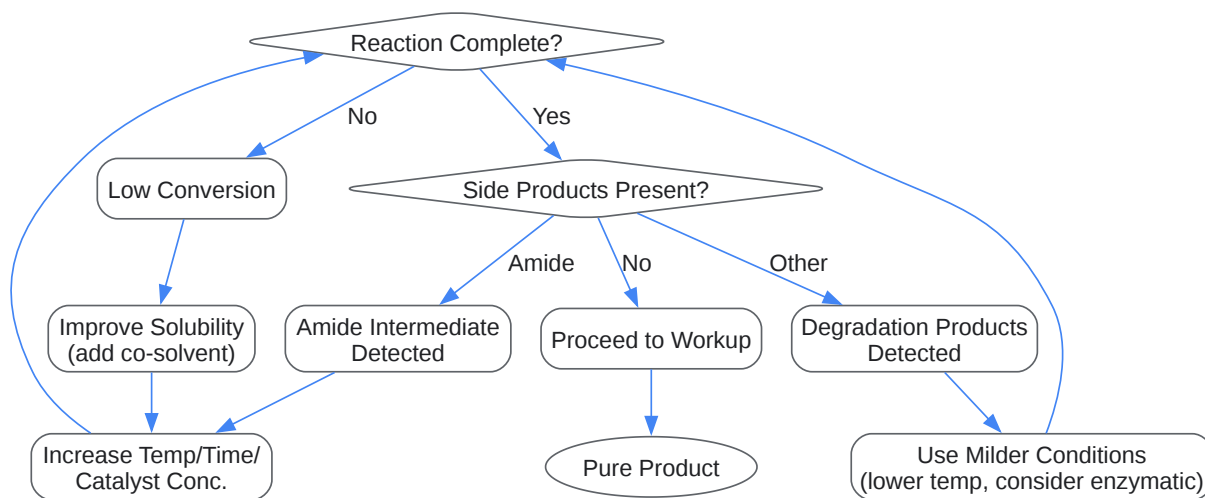 Reaction Complete?
No
Yes
Low Conversion
Side Products Present?
Amide
No
Other
Improve Solubility
(add co-solvent)
Amide Intermediate
Detected
Proceed to Workup
Degradation Products
Detected
Increase Temp/Time/
Catalyst Conc.
Pure Product
Use Milder Conditions
(lower temp, consider enzymatic)